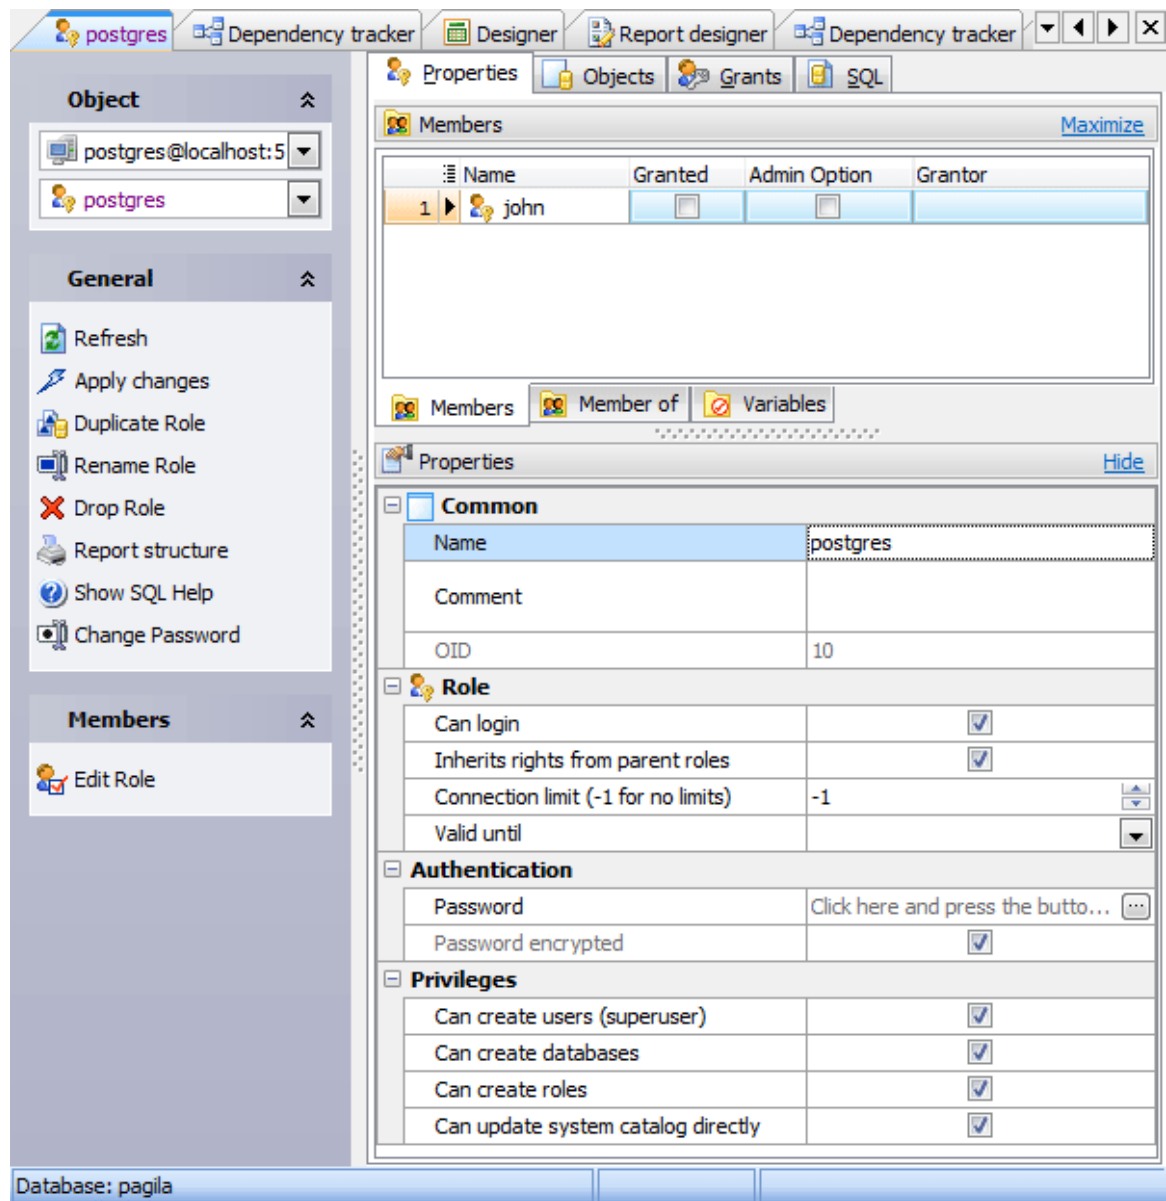 postgres Dependency tracker Designer Report designer Dependency tracker
Object
postgres@localhost:5
postgres
General
Refresh
Apply changes
Duplicate Role
Rename Role
Drop Role
Report structure
Show SQL Help
Change Password
Members
Edit Role
Properties Objects Grants SQL
Members Maximize
Name Granted Admin Option Grantor
1 john
Members Member of Variables
Properties Hide
Common
Name postgres
Comment
OID 10
Role
Can login
Inherits rights from parent roles
Connection limit (-1 for no limits) -1
Valid until
Authentication
Password Click here and press the butto... ...
Password encrypted
Privileges
Can create users (superuser)
Can create databases
Can create roles
Can update system catalog directly
Database: pagila